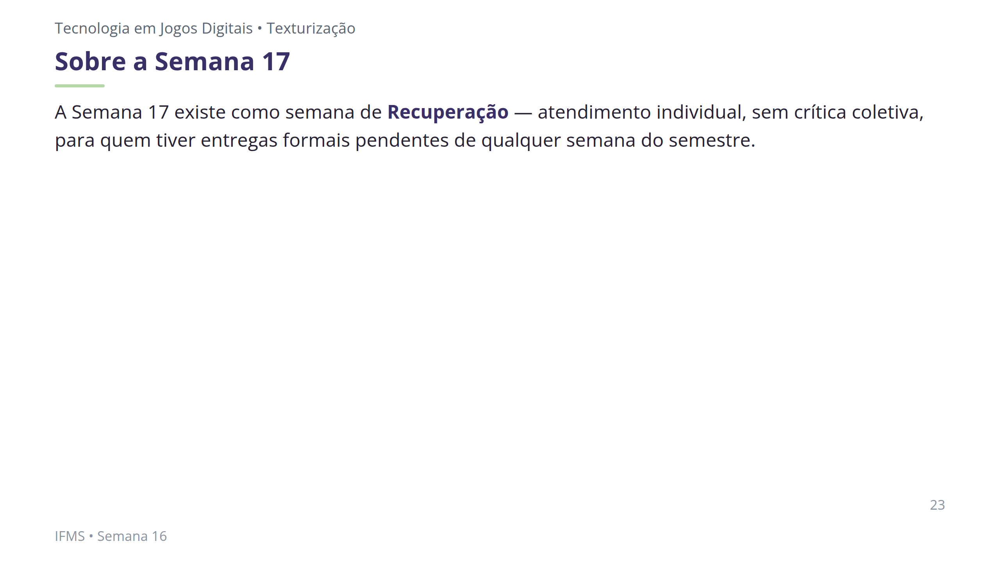 Tecnologia em Jogos Digitais • Texturização
Sobre a Semana 17
A Semana 17 existe como semana de Recuperação — atendimento individual, sem crítica coletiva,
para quem tiver entregas formais pendentes de qualquer semana do semestre.
23
IFMS • Semana 16